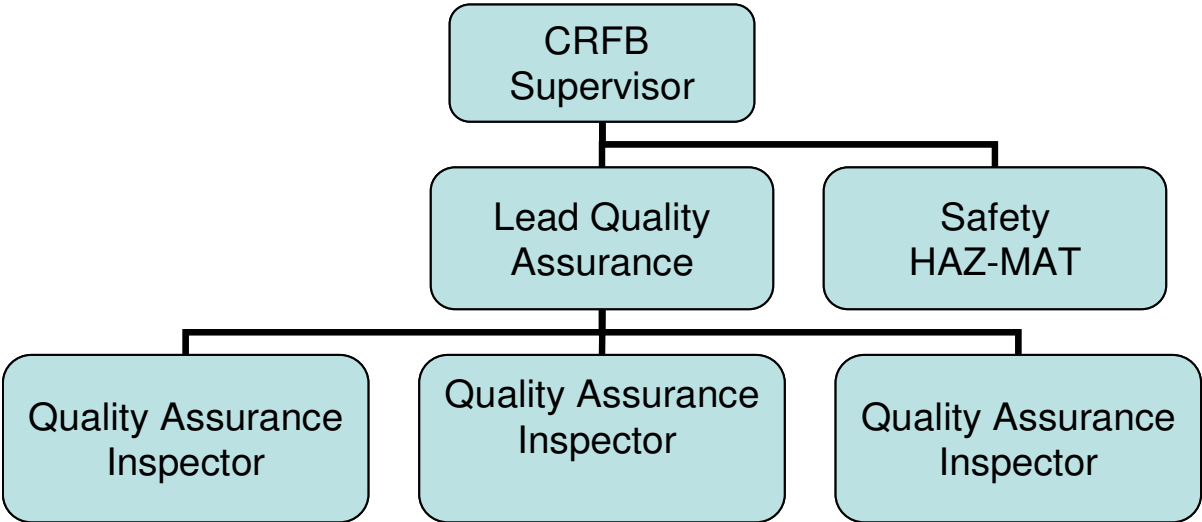 CRFB
Supervisor
Lead Quality
Assurance
Safety
HAZ-MAT
Quality Assurance
Inspector
Quality Assurance
Inspector
Quality Assurance
Inspector